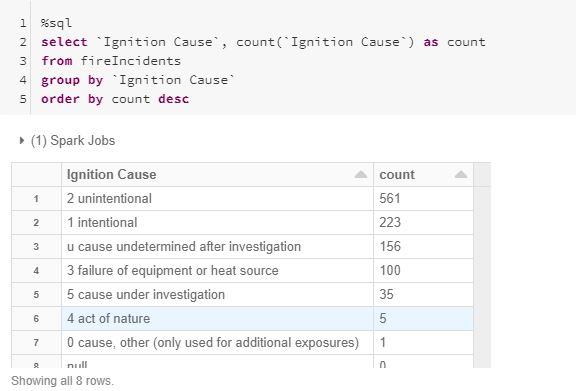 1 %sql
2 select `Ignition Cause`, count(`Ignition Cause`) as count
3 from fireIncidents
4 group by `Ignition Cause`
5 order by count desc
(1) Spark Jobs
Ignition Cause count
1 2 unintentional 561
2 1 intentional 223
3 u cause undetermined after investigation 156
4 3 failure of equipment or heat source 100
5 5 cause under investigation 35
6 4 act of nature 5
7 0 cause, other (only used for additional exposures) 1
8 null 0
Showing all 8 rows.